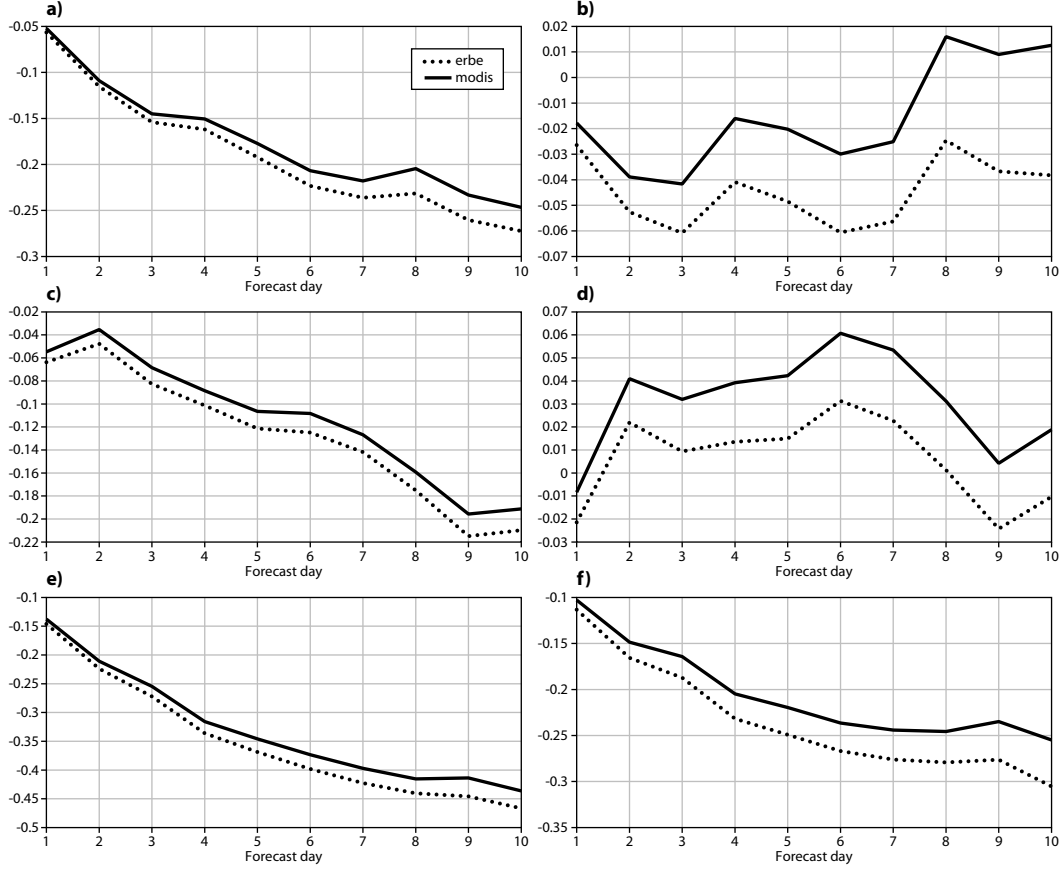 a)
-0.05
-0.1
-0.15
-0.2
-0.25
-0.3
erbe
modis
1 2 3 4 5 6 7 8 9 10
Forecast day
b)
0.02
0.01
0
-0.01
-0.02
-0.03
-0.04
-0.05
-0.06
-0.07
1 2 3 4 5 6 7 8 9 10
Forecast day
c)
-0.02
-0.04
-0.06
-0.08
-0.1
-0.12
-0.14
-0.16
-0.18
-0.2
-0.22
1 2 3 4 5 6 7 8 9 10
Forecast day
d)
0.07
0.06
0.05
0.04
0.03
0.02
0.01
0
-0.01
-0.02
-0.03
1 2 3 4 5 6 7 8 9 10
Forecast day
e)
-0.1
-0.15
-0.2
-0.25
-0.3
-0.35
-0.4
-0.45
-0.5
1 2 3 4 5 6 7 8 9 10
Forecast day
f)
-0.1
-0.15
-0.2
-0.25
-0.3
-0.35
1 2 3 4 5 6 7 8 9 10
Forecast day